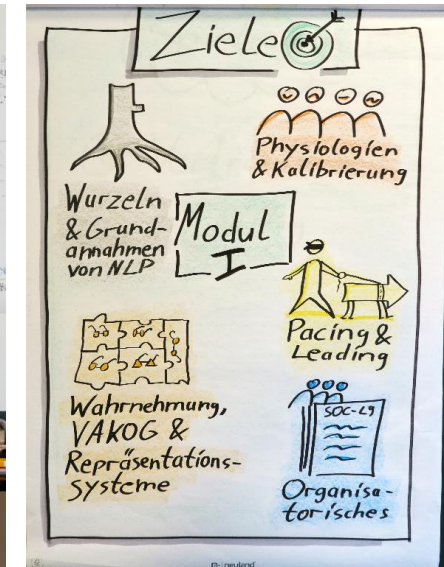 Ziele
Wurzeln
& Grund-
annahmen
von NLP
Physiologien
& Kalibrierung
Modul
I
Pacing &
Leading
Wahrnehmung,
VAKOG &
Repräsentations-
systeme
SOC-L9
Organisa-
torisches
neuland